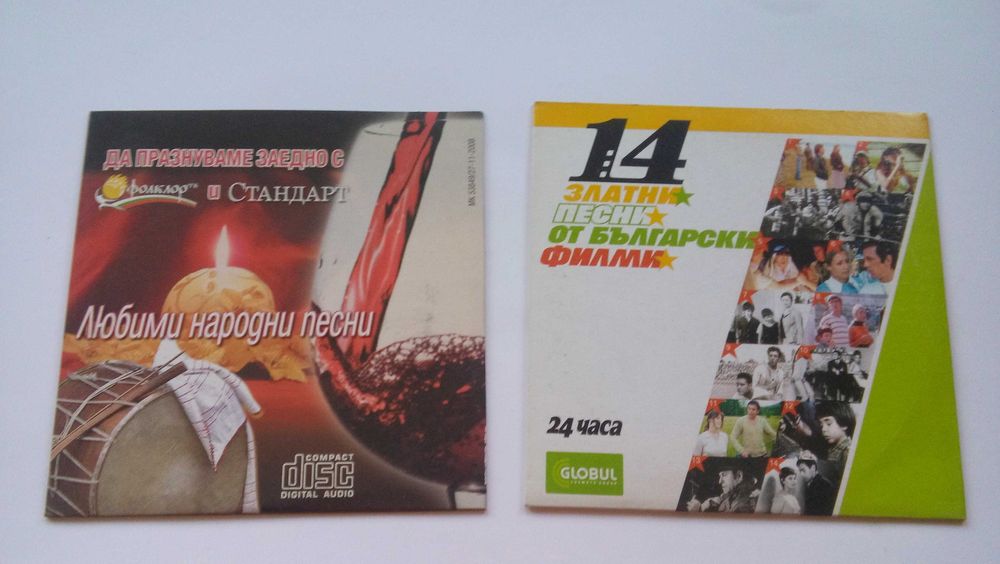 ДА ПРАЗНУВАМЕ ЗАЕДНО С
фолклор ТВ и СТАНДАРТ
Любими народни песни
COMPACT
disc
DIGITAL AUDIO
14
ЗЛАТНИ
ПЕСНИ
ОТ БЪЛГАРСКИ
ФИЛМИ
24 часа
GLOBUL